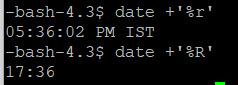 -bash-4.3$ date +'%r'
05:36:02 PM IST
-bash-4.3$ date +'%R'
17:36